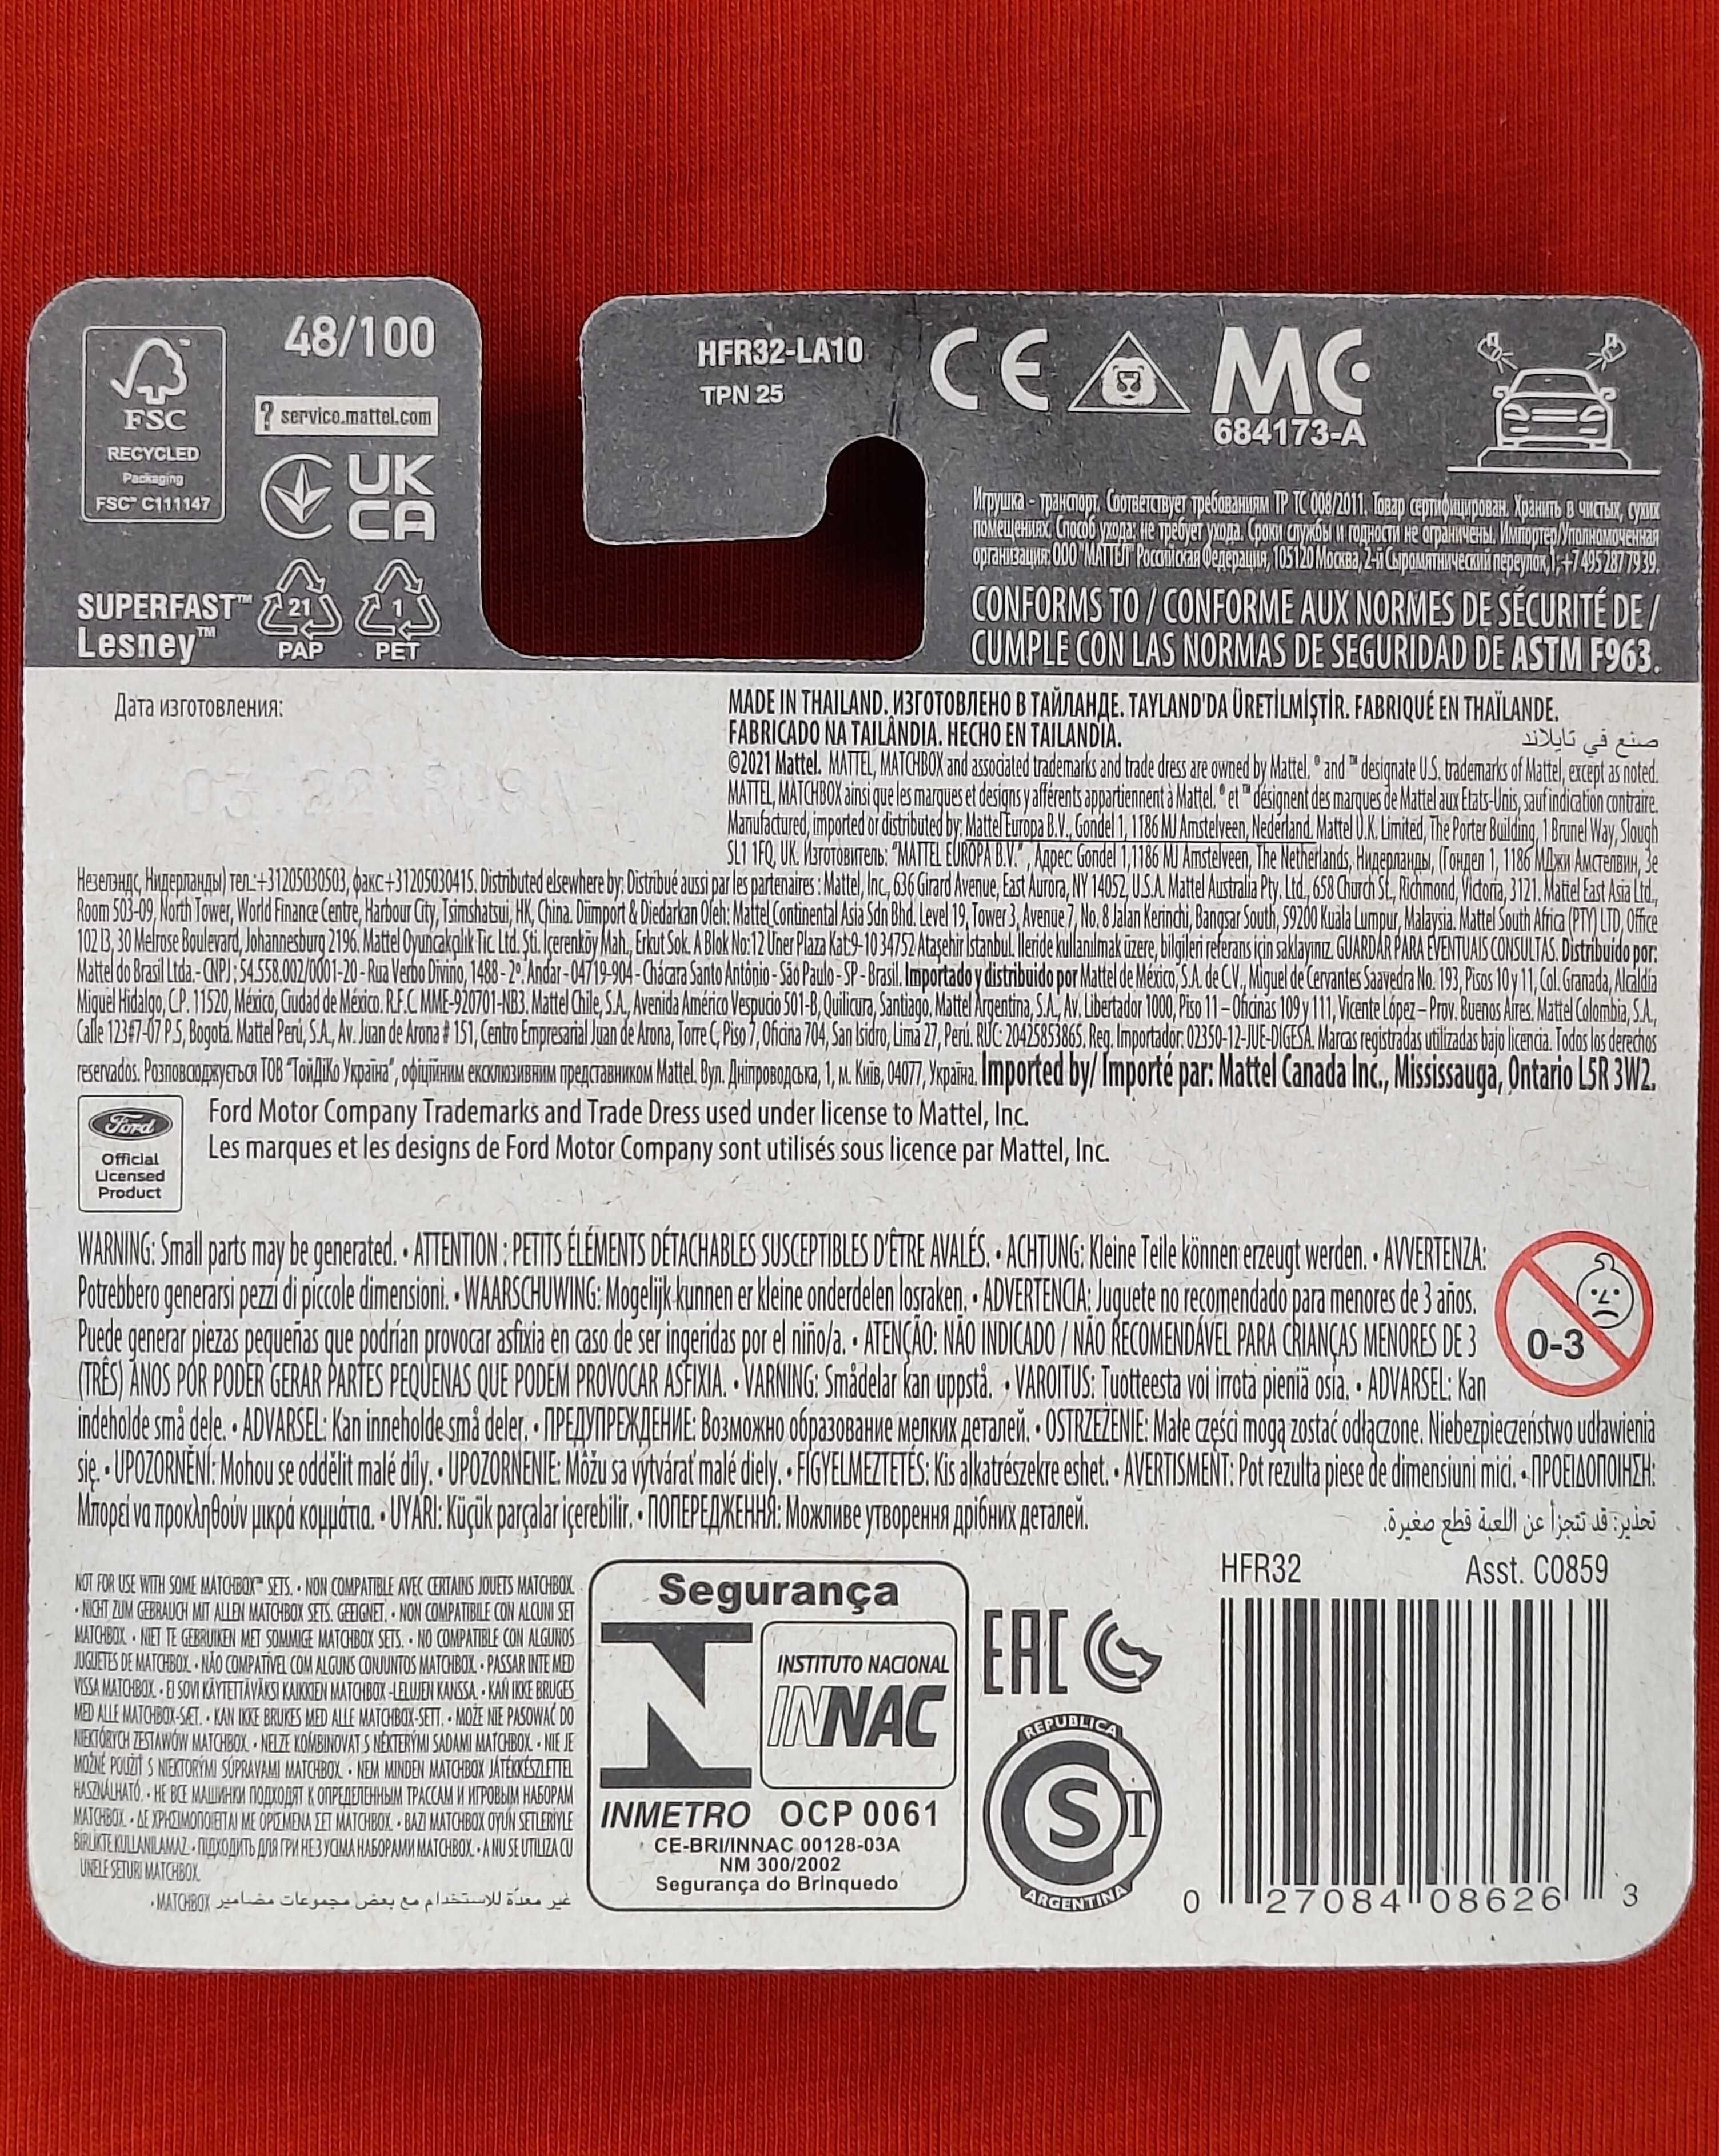 48/100
FSC
RECYCLED
Packaging
FSC™ C111147
? service.mattel.com
UK
CA
SUPERFAST™
Lesney™
21
PAP
1
PET
HFR32-LA10
TPN 25
CE
MC
684173-A
Игрушка - транспорт. Соответствует требованиям ТР ТС 008/2011. Товар сертифицирован. Хранить в чистых, сухих
помещениях. Способ ухода: не требует ухода. Сроки службы и годности не ограничены. Импортер/Уполномоченная
организация: ООО "МАТТЕЛ" Российская Федерация, 105120 Москва, 2-й Сыромятнический переулок,1,+7 495 287 79 39.
CONFORMS TO / CONFORME AUX NORMES DE SÉCURITÉ DE /
CUMPLE CON LAS NORMAS DE SEGURIDAD DE ASTM F963.
Дата изготовления:
MADE IN THAILAND. ИЗГОТОВЛЕНО В ТАЙЛАНДЕ. TAYLAND'DA ÜRETİLMİŞTİR. FABRIQUÉ EN THAÏLANDE.
FABRICADO NA TAILÂNDIA. HECHO EN TAILANDIA.
صنع في تايلاند
©2021 Mattel. MATTEL, MATCHBOX and associated trademarks and trade dress are owned by Mattel. ® and ™ designate U.S. trademarks of Mattel, except as noted.
MATTEL, MATCHBOX ainsi que les marques et designs y afférents appartiennent à Mattel. ® et ™ désignent des marques de Mattel aux Etats-Unis, sauf indication contraire.
Manufactured, imported or distributed by: Mattel Europa B.V., Gondel 1, 1186 MJ Amstelveen, Nederland. Mattel U.K. Limited, The Porter Building, 1 Brunel Way, Slough
SL1 1FQ, UK. Изготовитель: "MATTEL EUROPA B.V." , Адрес: Gondel 1,1186 MJ Amstelveen, The Netherlands, Нидерланды, (Гондел 1, 1186 МДжи Амстелвин, Зе
Незелэндс, Нидерланды) тел.:+31205030503, факс:+31205030415. Distributed elsewhere by: Distribué aussi par les partenaires : Mattel, Inc., 636 Girard Avenue, East Aurora, NY 14052, U.S.A. Mattel Australia Pty. Ltd., 658 Church St., Richmond, Victoria, 3121. Mattel East Asia Ltd.,
Room 503-09, North Tower, World Finance Centre, Harbour City, Tsimshatsui, HK, China. Diimport & Diedarkan Oleh: Mattel Continental Asia Sdn Bhd. Level 19, Tower 3, Avenue 7, No. 8 Jalan Kerinchi, Bangsar South, 59200 Kuala Lumpur, Malaysia. Mattel South Africa (PTY) LTD, Office
102 I3, 30 Melrose Boulevard, Johannesburg 2196. Mattel Oyuncakçılık Tic. Ltd. Şti. İçerenköy Mah., Erkut Sok. A Blok No:12 Üner Plaza Kat:9-10 34752 Ataşehir İstanbul. İleride kullanılmak üzere, bilgileri referans için saklayınız. GUARDAR PARA EVENTUAIS CONSULTAS. Distribuido por:
Mattel do Brasil Ltda.- CNPJ : 54.558.002/0001-20 - Rua Verbo Divino, 1488 - 2º. Andar - 04719-904 - Chácara Santo Antônio - São Paulo - SP - Brasil. Importado y distribuido por Mattel de México, S.A. de C.V., Miguel de Cervantes Saavedra No. 193, Pisos 10 y 11, Col. Granada, Alcaldía
Miguel Hidalgo, C.P. 11520, México, Ciudad de México. R.F.C. MME-920701-NB3. Mattel Chile, S.A., Avenida Américo Vespucio 501-B, Quilicura, Santiago. Mattel Argentina, S.A., Av. Libertador 1000, Piso 11 – Oficinas 109 y 111, Vicente López – Prov. Buenos Aires. Mattel Colombia, S.A.,
Calle 123#7-07 P.5, Bogotá. Mattel Perú, S.A., Av. Juan de Arona # 151, Centro Empresarial Juan de Arona, Torre C, Piso 7, Oficina 704, San Isidro, Lima 27, Perú. RUC: 20425853865. Reg. Importador: 02350-12-JUE-DIGESA. Marcas registradas utilizadas bajo licencia. Todos los derechos
reservados. Розповсюджується ТОВ "ТойДіКо Україна", офіційним ексклюзивним представником Mattel. Вул. Дніпроводська, 1, м. Київ, 04077, Україна. Imported by/ Importé par: Mattel Canada Inc., Mississauga, Ontario L5R 3W2.
Ford
Official
Licensed
Product
Ford Motor Company Trademarks and Trade Dress used under license to Mattel, Inc.
Les marques et les designs de Ford Motor Company sont utilisés sous licence par Mattel, Inc.
WARNING: Small parts may be generated. • ATTENTION : PETITS ÉLÉMENTS DÉTACHABLES SUSCEPTIBLES D'ÊTRE AVALÉS. • ACHTUNG: Kleine Teile können erzeugt werden. • AVVERTENZA:
Potrebbero generarsi pezzi di piccole dimensioni. • WAARSCHUWING: Mogelijk kunnen er kleine onderdelen losraken. • ADVERTENCIA: Juguete no recomendado para menores de 3 años.
Puede generar piezas pequeñas que podrían provocar asfixia en caso de ser ingeridas por el niño/a. • ATENÇÃO: NÃO INDICADO / NÃO RECOMENDÁVEL PARA CRIANÇAS MENORES DE 3
(TRÊS) ANOS POR PODER GERAR PARTES PEQUENAS QUE PODEM PROVOCAR ASFIXIA. • VARNING: Smådelar kan uppstå. • VAROITUS: Tuotteesta voi irrota pieniä osia. • ADVARSEL: Kan
indeholde små dele. • ADVARSEL: Kan inneholde små deler. • ПРЕДУПРЕЖДЕНИЕ: Возможно образование мелких деталей. • OSTRZEŻENIE: Małe części mogą zostać odłączone. Niebezpieczeństwo udławienia
się. • UPOZORNĚNÍ: Mohou se oddělit malé díly. • UPOZORNENIE: Môžu sa vytvárať malé diely. • FIGYELMEZTETÉS: Kis alkatrészekre eshet. • AVERTISMENT: Pot rezulta piese de dimensiuni mici. • ΠΡΟΕΙΔΟΠΟΙΗΣΗ:
Μπορεί να προκληθούν μικρά κομμάτια. • UYARI: Küçük parçalar içerebilir. • ПОПЕРЕДЖЕННЯ: Можливе утворення дрібних деталей.
تحذير: قد تتجزأ عن اللعبة قطع صغيرة.
0-3
NOT FOR USE WITH SOME MATCHBOX™ SETS. • NON COMPATIBLE AVEC CERTAINS JOUETS MATCHBOX.
• NICHT ZUM GEBRAUCH MIT ALLEN MATCHBOX SETS. GEEIGNET. • NON COMPATIBILE CON ALCUNI SET
MATCHBOX. • NIET TE GEBRUIKEN MET SOMMIGE MATCHBOX SETS. • NO COMPATIBLE CON ALGUNOS
JUGUETES DE MATCHBOX. • NÃO COMPATÍVEL COM ALGUNS CONJUNTOS MATCHBOX. • PASSAR INTE MED
VISSA MATCHBOX. • EI SOVI KÄYTETTÄVÄKSI KAIKKIEN MATCHBOX -LELUJEN KANSSA. • KAN IKKE BRUGES
MED ALLE MATCHBOX-SÆT. • KAN IKKE BRUKES MED ALLE MATCHBOX-SETT. • MOŻE NIE PASOWAĆ DO
NIEKTÓRYCH ZESTAWÓW MATCHBOX. • NELZE KOMBINOVAT S NĚKTERÝMI SADAMI MATCHBOX. • NIE JE
MOŽNÉ POUŽIŤ S NIEKTORÝMI SÚPRAVAMI MATCHBOX. • NEM MINDEN MATCHBOX JÁTÉKKÉSZLETTEL
HASZNÁLHATÓ. • НЕ ВСЕ МАШИНКИ ПОДХОДЯТ К ОПРЕДЕЛЕННЫМ ТРАССАМ И ИГРОВЫМ НАБОРАМ
MATCHBOX. • ΔΕ ΧΡΗΣΙΜΟΠΟΙΕΙΤΑΙ ΜΕ ΟΡΙΣΜΕΝΑ ΣΕΤ MATCHBOX. • BAZI MATCHBOX OYUN SETLERİYLE
BİRLİKTE KULLANILAMAZ. • ПІДХОДИТЬ ДЛЯ ГРИ НЕ З УСІМА НАБОРАМИ MATCHBOX. • A NU SE UTILIZA CU
UNELE SETURI MATCHBOX.
غير معدّة للاستخدام مع بعض مجموعات مضامير MATCHBOX.
Segurança
INSTITUTO NACIONAL
INNAC
INMETRO OCP 0061
CE-BRI/INNAC 00128-03A
NM 300/2002
Segurança do Brinquedo
EAC
REPUBLICA
S T
ARGENTINA
HFR32 Asst. C0859
0 27084 08626 3